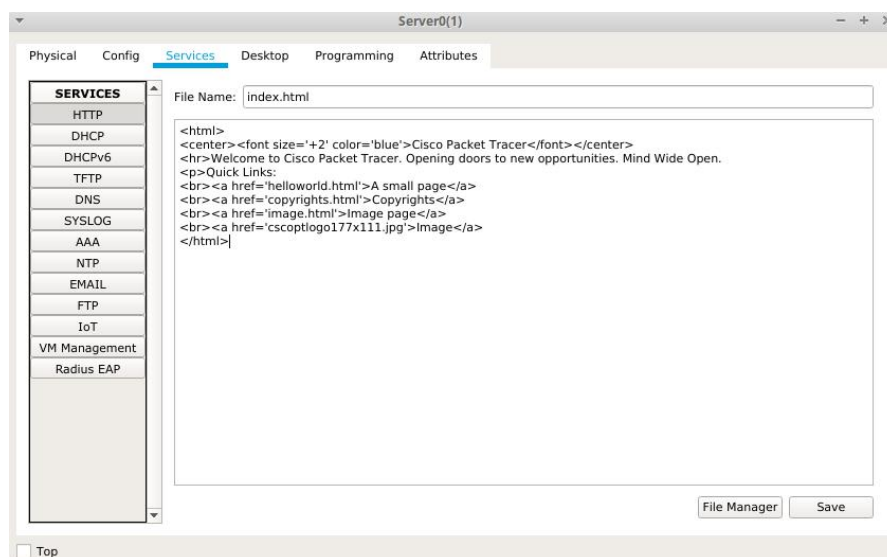 Server0(1)
Physical Config Services Desktop Programming Attributes
SERVICES
HTTP
DHCP
DHCPv6
TFTP
DNS
SYSLOG
AAA
NTP
EMAIL
FTP
IoT
VM Management
Radius EAP
File Name: index.html
<html>
<center><font size='+2' color='blue'>Cisco Packet Tracer</font></center>
<hr>Welcome to Cisco Packet Tracer. Opening doors to new opportunities. Mind Wide Open.
<p>Quick Links:
<br><a href='helloworld.html'>A small page</a>
<br><a href='copyrights.html'>Copyrights</a>
<br><a href='image.html'>Image page</a>
<br><a href='cscoptlogo177x111.jpg'>Image</a>
</html>
File Manager Save
Top